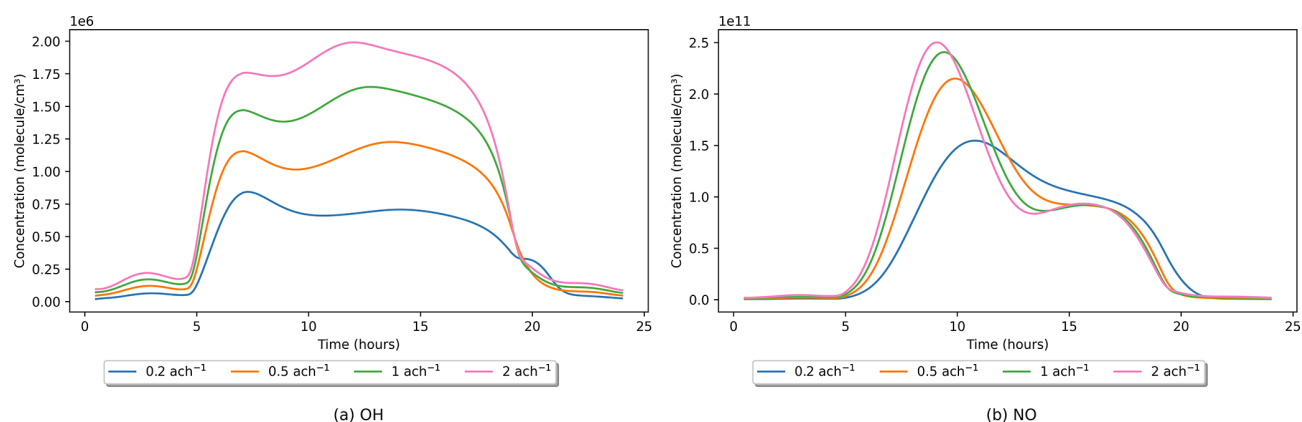 1e6
2.00
1.75
1.50
1.25
1.00
0.75
0.50
0.25
0.00
Concentration (molecule/cm³)
0 5 10 15 20 25
Time (hours)
0.2 ach⁻¹ 0.5 ach⁻¹ 1 ach⁻¹ 2 ach⁻¹
(a) OH
1e11
2.5
2.0
1.5
1.0
0.5
0.0
Concentration (molecule/cm³)
0 5 10 15 20 25
Time (hours)
0.2 ach⁻¹ 0.5 ach⁻¹ 1 ach⁻¹ 2 ach⁻¹
(b) NO